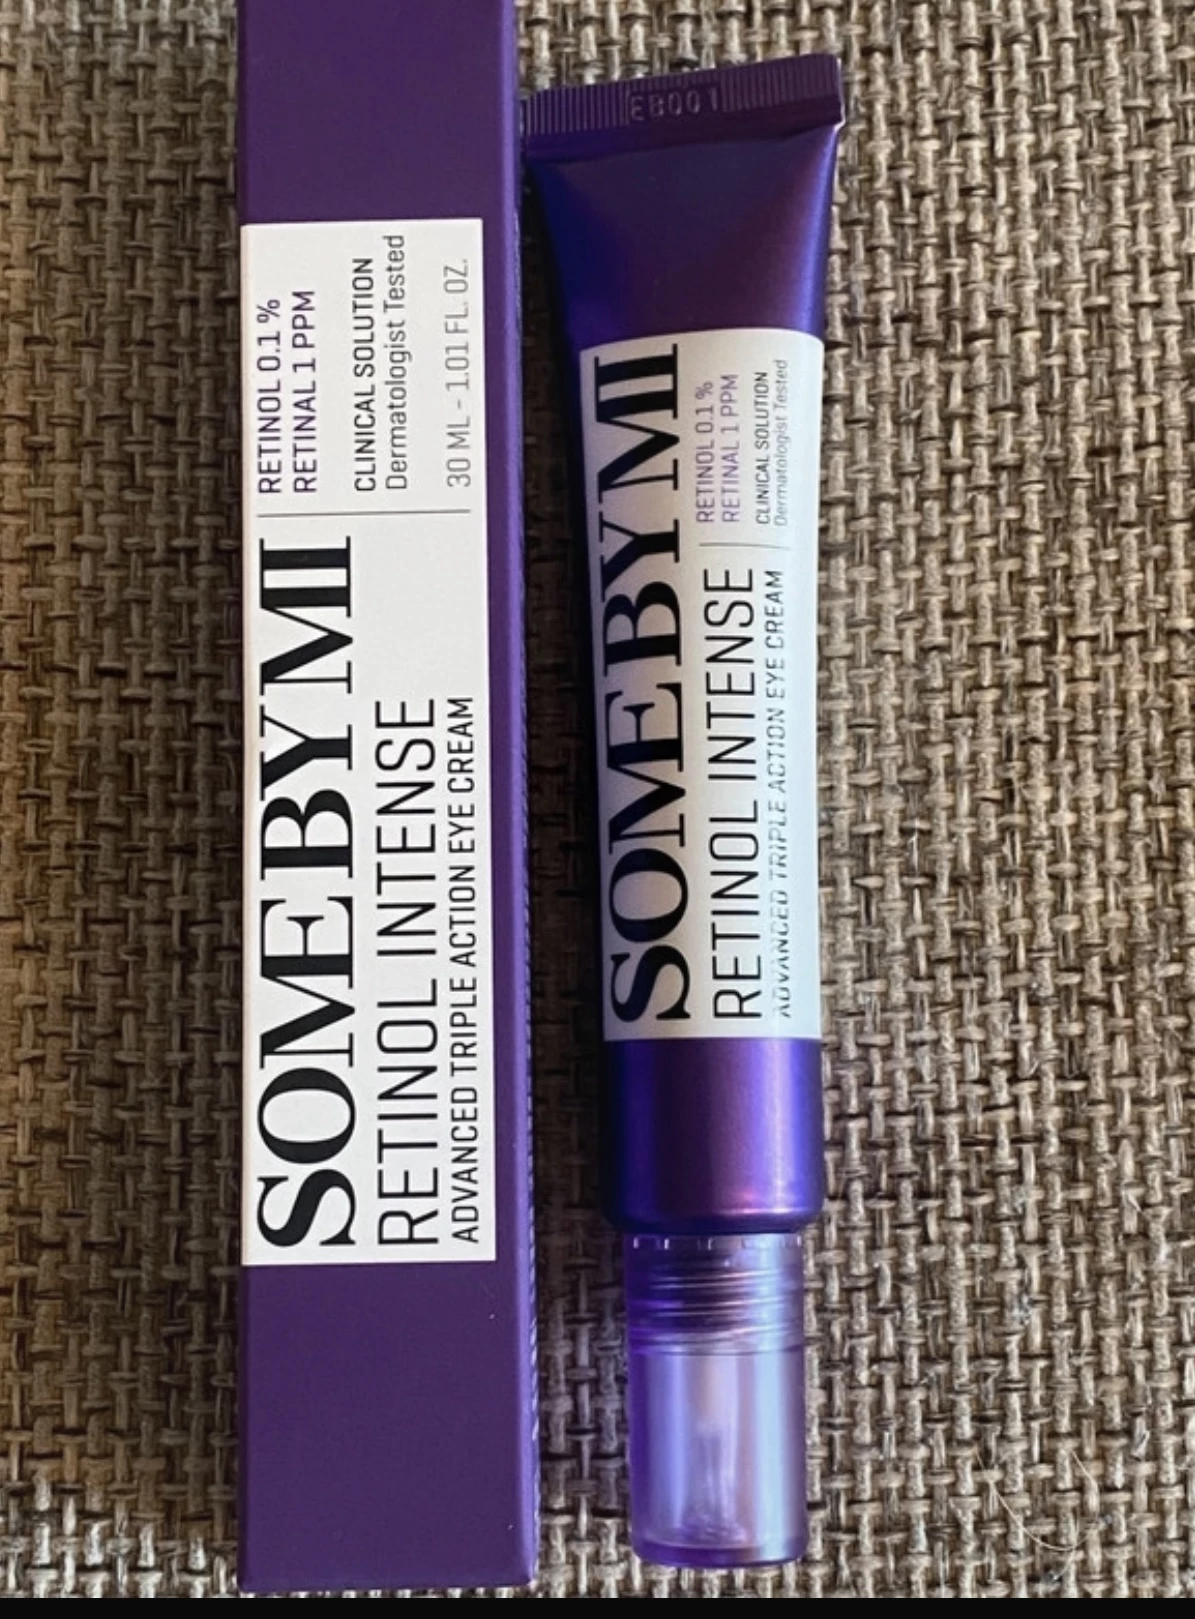 SOMEBYMI
RETINOL INTENSE
ADVANCED TRIPLE ACTION EYE CREAM
RETINOL 0.1 %
RETINAL 1 PPM
CLINICAL SOLUTION
Dermatologist Tested
30 ML - 1.01 FL. OZ.
EB001
SOMEBYMI
RETINOL INTENSE
ADVANCED TRIPLE ACTION EYE CREAM
RETINOL 0.1 %
RETINAL 1 PPM
CLINICAL SOLUTION
Dermatologist Tested